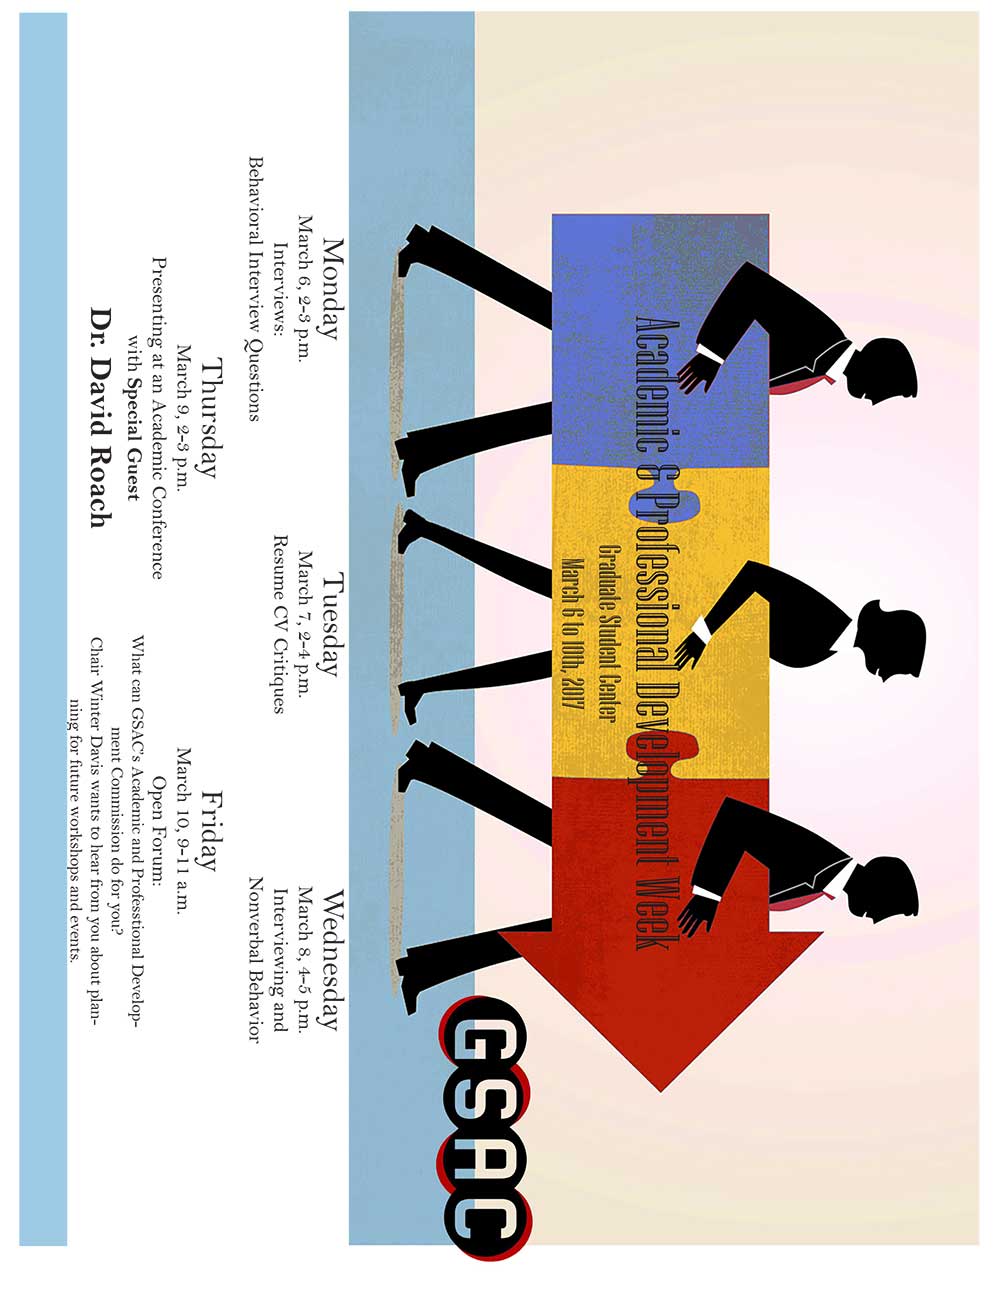 Academic & Professional Development Week
Graduate Student Center
March 6 to 10th, 2017
GSAC
Monday
March 6, 2-3 p.m.
Interviews:
Behavioral Interview Questions
Tuesday
March 7, 2-4 p.m.
Resume CV Critiques
Wednesday
March 8, 4-5 p.m.
Interviewing and
Nonverbal Behavior
Thursday
March 9, 2-3 p.m.
Presenting at an Academic Conference
with Special Guest
Dr. David Roach
Friday
March 10, 9-11 a.m.
Open Forum:
What can GSAC's Academic and Professional Develop-
ment Commission do for you?
Chair Winter Davis wants to hear from you about plan-
ning for future workshops and events.